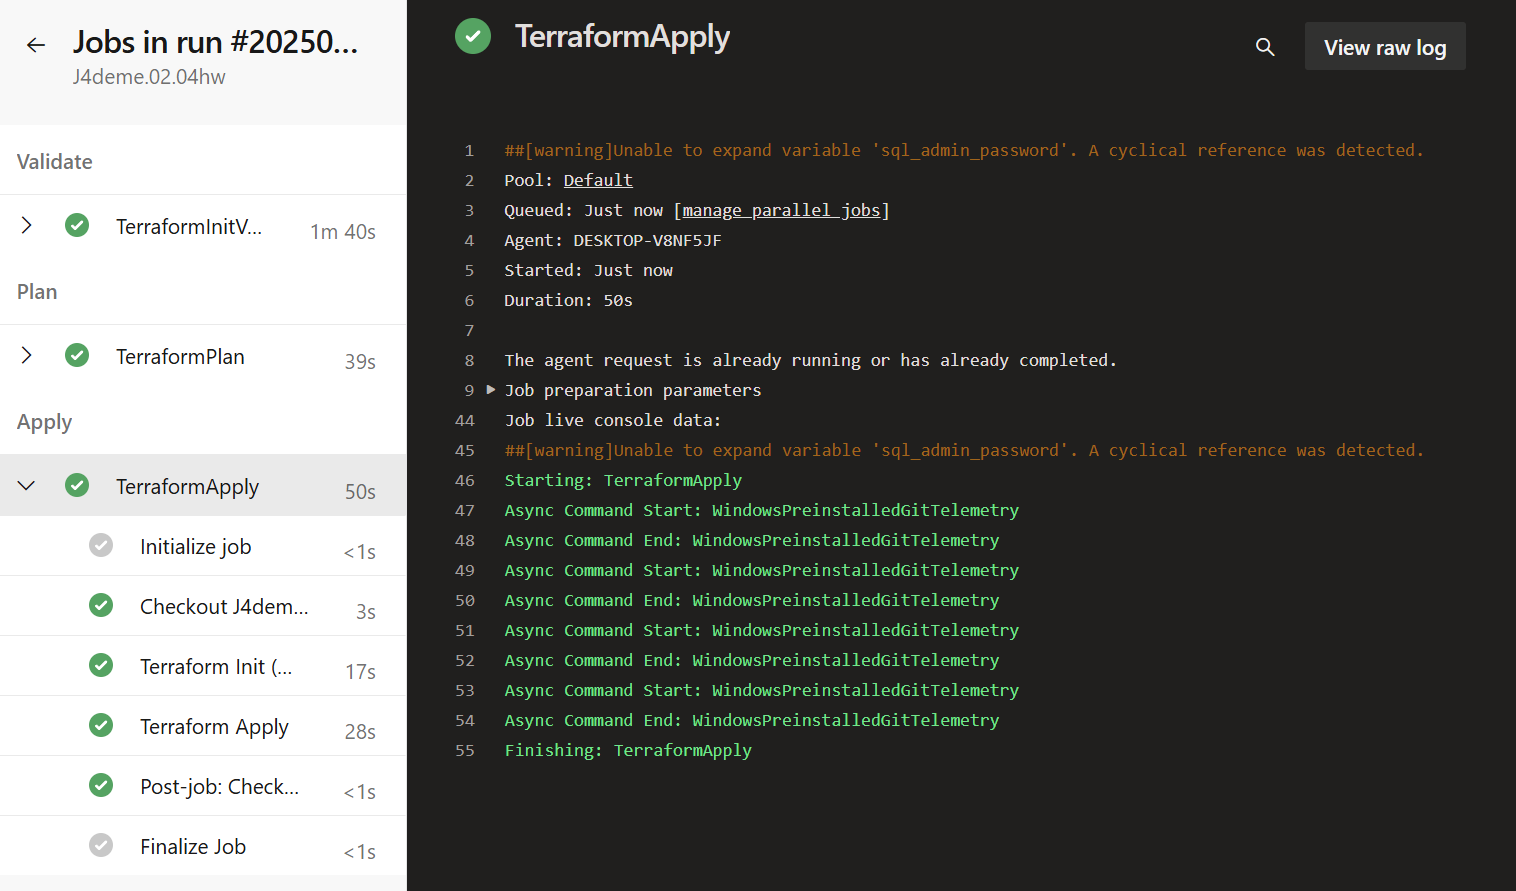 Jobs in run #20250...
J4deme.02.04hw
Validate
TerraformInitV... 1m 40s
Plan
TerraformPlan 39s
Apply
TerraformApply 50s
Initialize job <1s
Checkout J4dem... 3s
Terraform Init (... 17s
Terraform Apply 28s
Post-job: Check... <1s
Finalize Job <1s
TerraformApply
View raw log
1 ##[warning]Unable to expand variable 'sql_admin_password'. A cyclical reference was detected.
2 Pool: Default
3 Queued: Just now [manage parallel jobs]
4 Agent: DESKTOP-V8NF5JF
5 Started: Just now
6 Duration: 50s
7
8 The agent request is already running or has already completed.
9 Job preparation parameters
44 Job live console data:
45 ##[warning]Unable to expand variable 'sql_admin_password'. A cyclical reference was detected.
46 Starting: TerraformApply
47 Async Command Start: WindowsPreinstalledGitTelemetry
48 Async Command End: WindowsPreinstalledGitTelemetry
49 Async Command Start: WindowsPreinstalledGitTelemetry
50 Async Command End: WindowsPreinstalledGitTelemetry
51 Async Command Start: WindowsPreinstalledGitTelemetry
52 Async Command End: WindowsPreinstalledGitTelemetry
53 Async Command Start: WindowsPreinstalledGitTelemetry
54 Async Command End: WindowsPreinstalledGitTelemetry
55 Finishing: TerraformApply